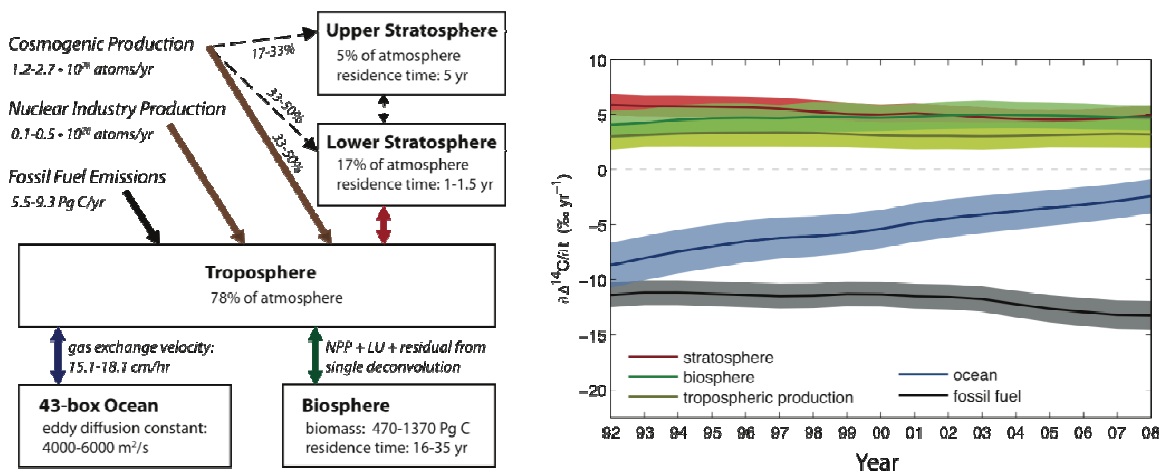 Cosmogenic Production
1.2-2.7 • 10²⁶ atoms/yr
Nuclear Industry Production
0.1-0.5 • 10²⁶ atoms/yr
Fossil Fuel Emissions
5.5-9.3 Pg C/yr
17-33%
33-50%
33-50%
Upper Stratosphere
5% of atmosphere
residence time: 5 yr
Lower Stratosphere
17% of atmosphere
residence time: 1-1.5 yr
Troposphere
78% of atmosphere
gas exchange velocity:
15.1-18.1 cm/hr
NPP + LU + residual from
single deconvolution
43-box Ocean
eddy diffusion constant:
4000-6000 m²/s
Biosphere
biomass: 470-1370 Pg C
residence time: 16-35 yr
10
5
0
−5
−10
−15
−20
∂Δ¹⁴C/∂t (‰ yr⁻¹)
stratosphere
biosphere
tropospheric production
ocean
fossil fuel
92 93 94 95 96 97 98 99 00 01 02 03 04 05 06 07 08
Year